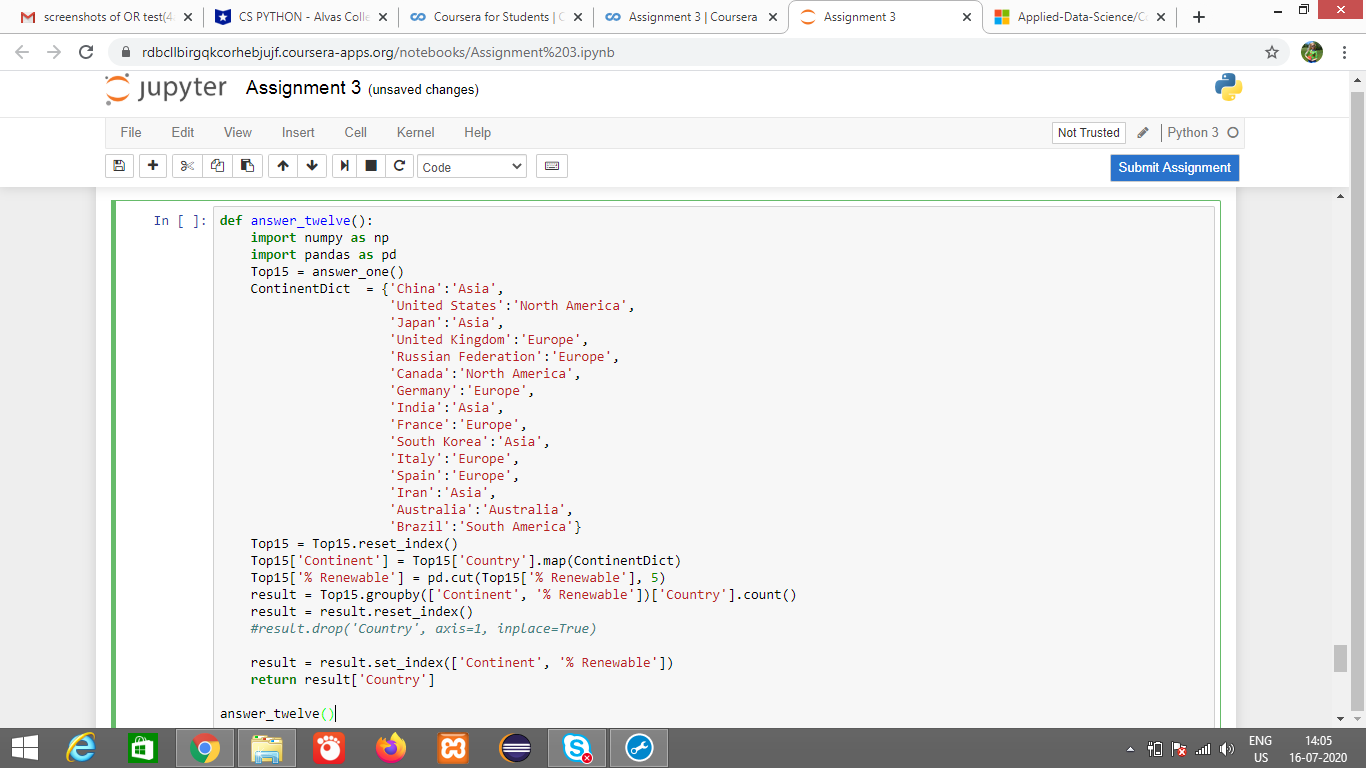 screenshots of OR test(4
CS PYTHON - Alvas Colle
Coursera for Students | C
Assignment 3 | Coursera
Assignment 3
Applied-Data-Science/C
rdbcllbirgqkcorhebjujf.coursera-apps.org/notebooks/Assignment%203.ipynb
jupyter Assignment 3 (unsaved changes)
File Edit View Insert Cell Kernel Help
Not Trusted
Python 3
Code
Submit Assignment
In [ ]:
def answer_twelve():
    import numpy as np
    import pandas as pd
    Top15 = answer_one()
    ContinentDict  = {'China':'Asia',
                      'United States':'North America',
                      'Japan':'Asia',
                      'United Kingdom':'Europe',
                      'Russian Federation':'Europe',
                      'Canada':'North America',
                      'Germany':'Europe',
                      'India':'Asia',
                      'France':'Europe',
                      'South Korea':'Asia',
                      'Italy':'Europe',
                      'Spain':'Europe',
                      'Iran':'Asia',
                      'Australia':'Australia',
                      'Brazil':'South America'}
    Top15 = Top15.reset_index()
    Top15['Continent'] = Top15['Country'].map(ContinentDict)
    Top15['% Renewable'] = pd.cut(Top15['% Renewable'], 5)
    result = Top15.groupby(['Continent', '% Renewable'])['Country'].count()
    result = result.reset_index()
    #result.drop('Country', axis=1, inplace=True)
    result = result.set_index(['Continent', '% Renewable'])
    return result['Country']
answer_twelve()
ENG
US
14:05
16-07-2020